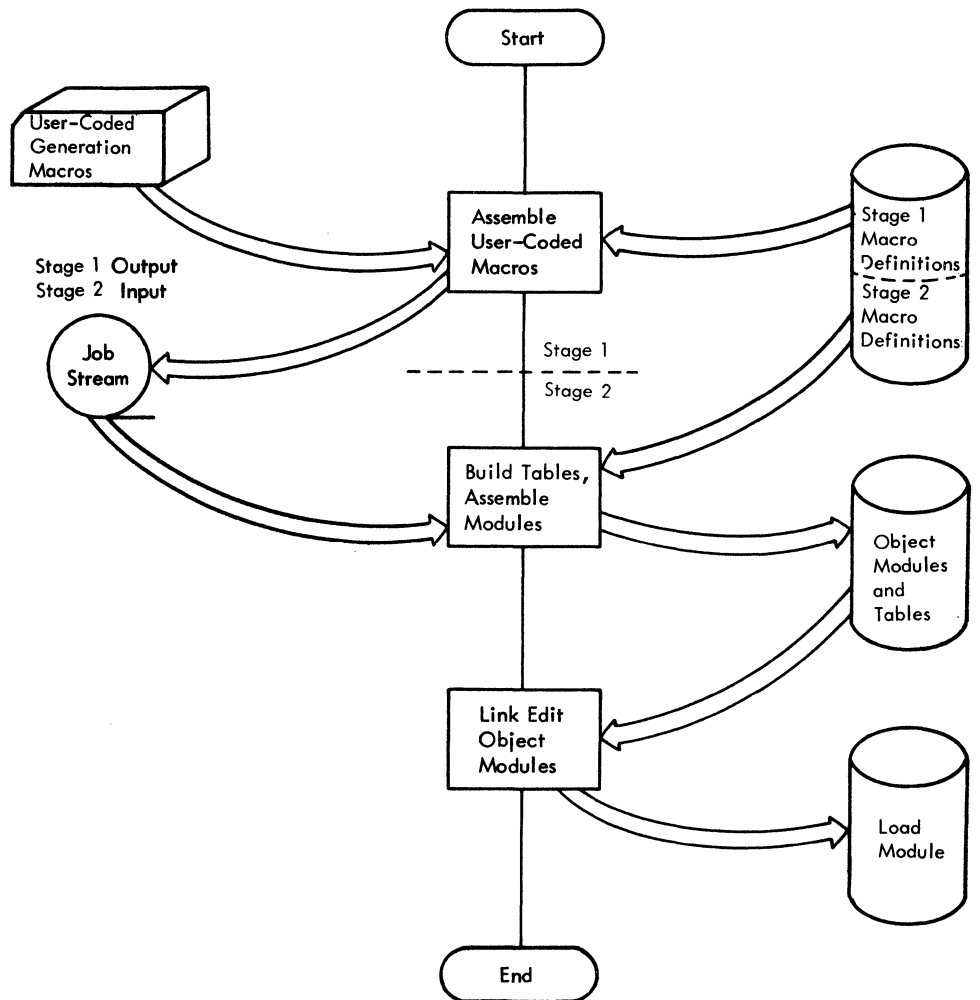 Start
User-Coded
Generation
Macros
Assemble
User-Coded
Macros
Stage 1
Macro
Definitions
Stage 2
Macro
Definitions
Stage 1 Output
Stage 2 Input
Job
Stream
Stage 1
Stage 2
Build Tables,
Assemble
Modules
Object
Modules
and
Tables
Link Edit
Object
Modules
Load
Module
End